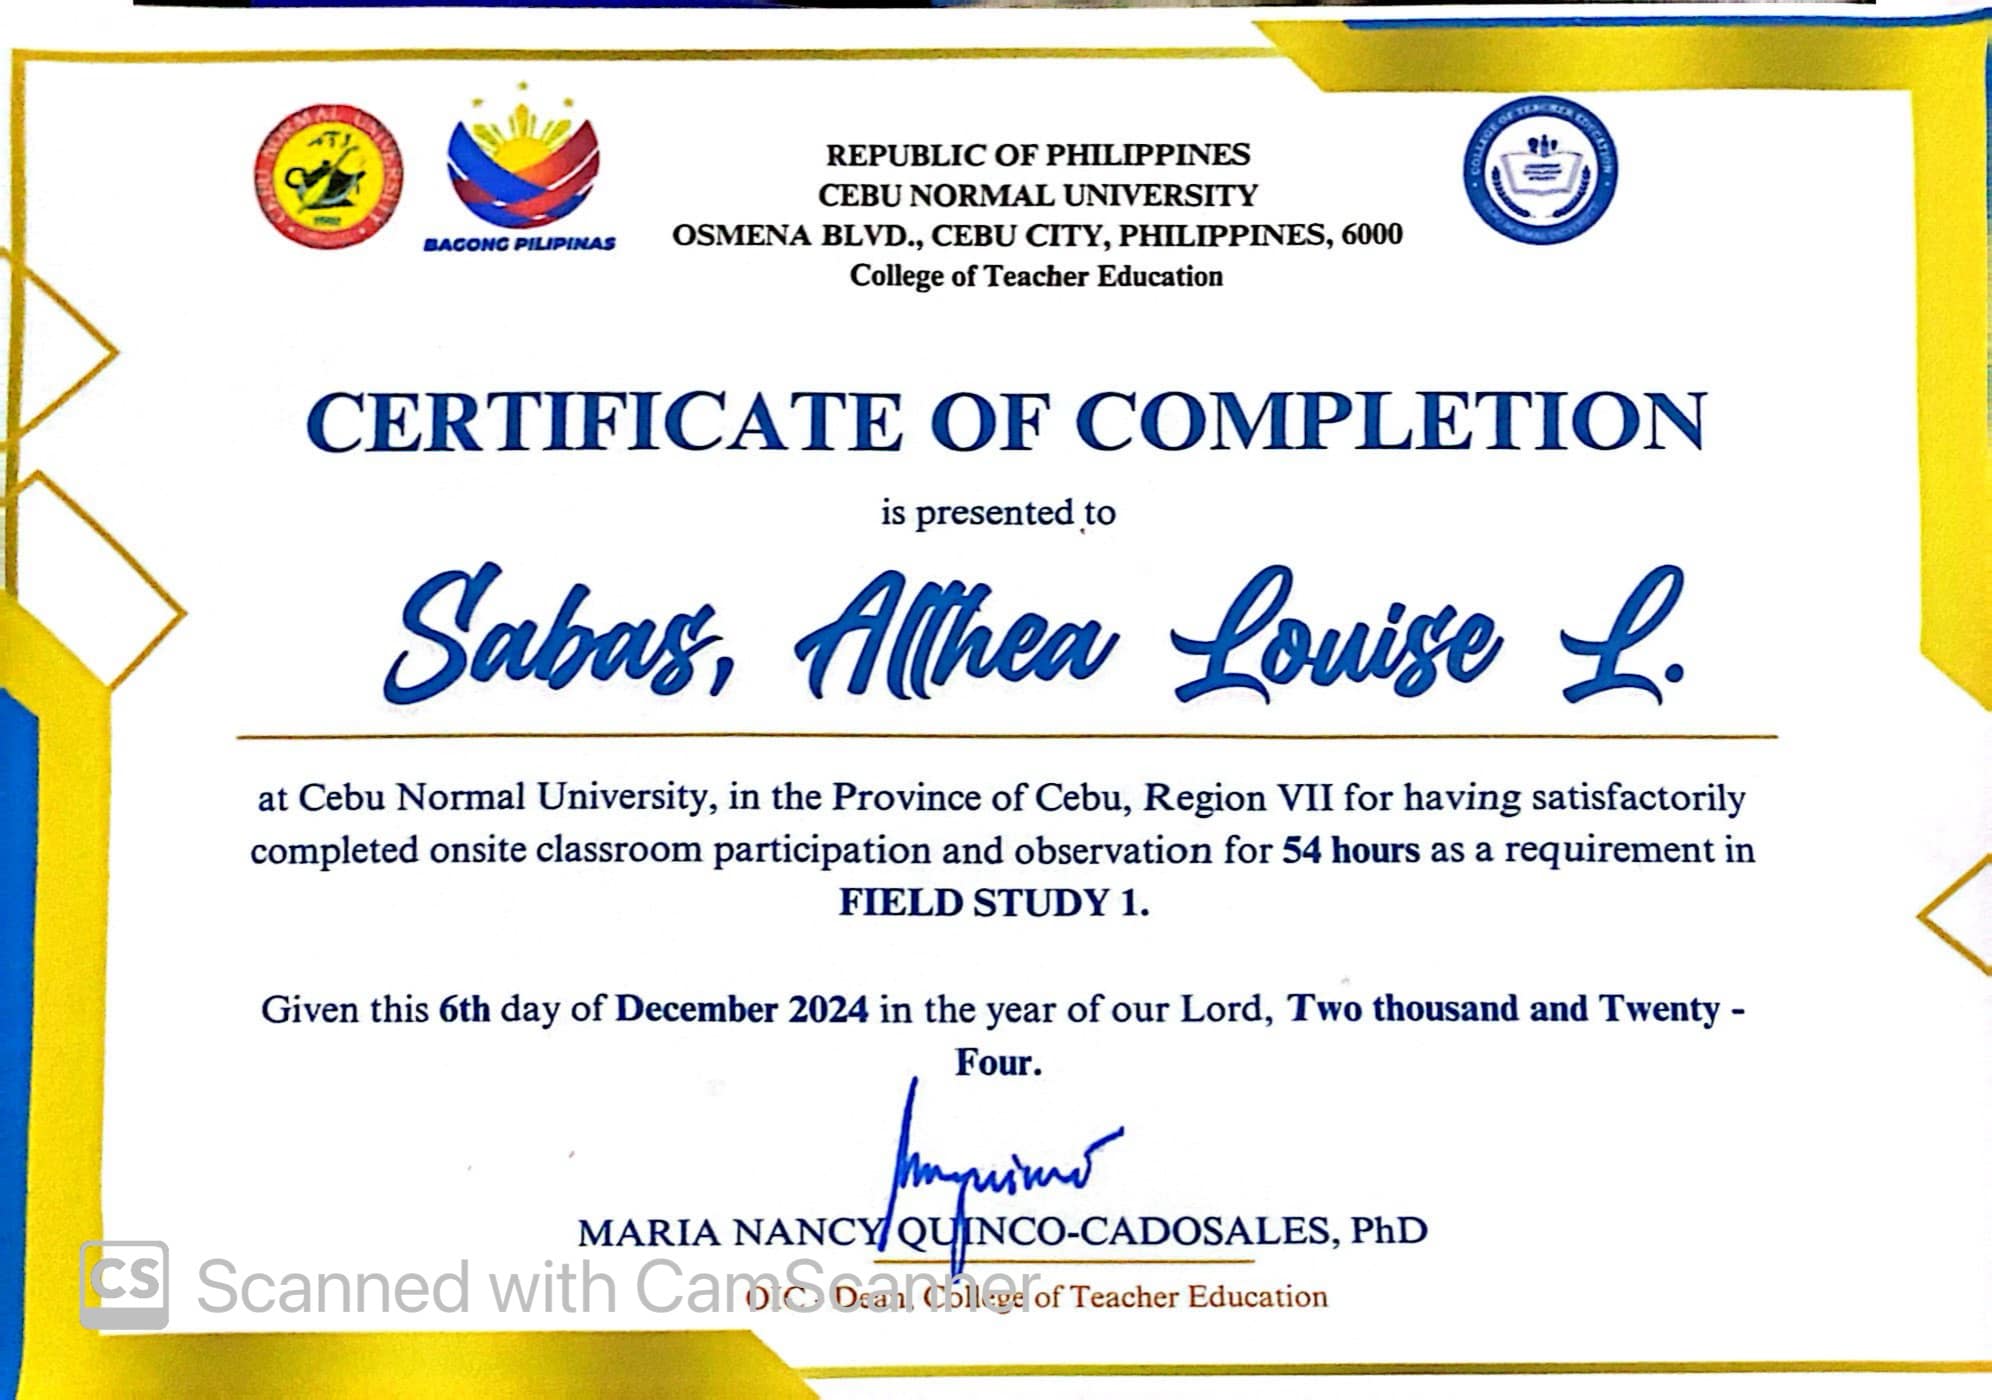 CEBU NORMAL UNIVERSITY
BAGONG PILIPINAS
REPUBLIC OF PHILIPPINES
CEBU NORMAL UNIVERSITY
OSMENA BLVD., CEBU CITY, PHILIPPINES, 6000
College of Teacher Education
COLLEGE OF TEACHER EDUCATION
CERTIFICATE OF COMPLETION
is presented to
Sabas, Althea Louise L.
at Cebu Normal University, in the Province of Cebu, Region VII for having satisfactorily
completed onsite classroom participation and observation for 54 hours as a requirement in
FIELD STUDY 1.
Given this 6th day of December 2024 in the year of our Lord, Two thousand and Twenty -
Four.
MARIA NANCY QUINCO-CADOSALES, PhD
OIC - Dean, College of Teacher Education
CS Scanned with CamScanner